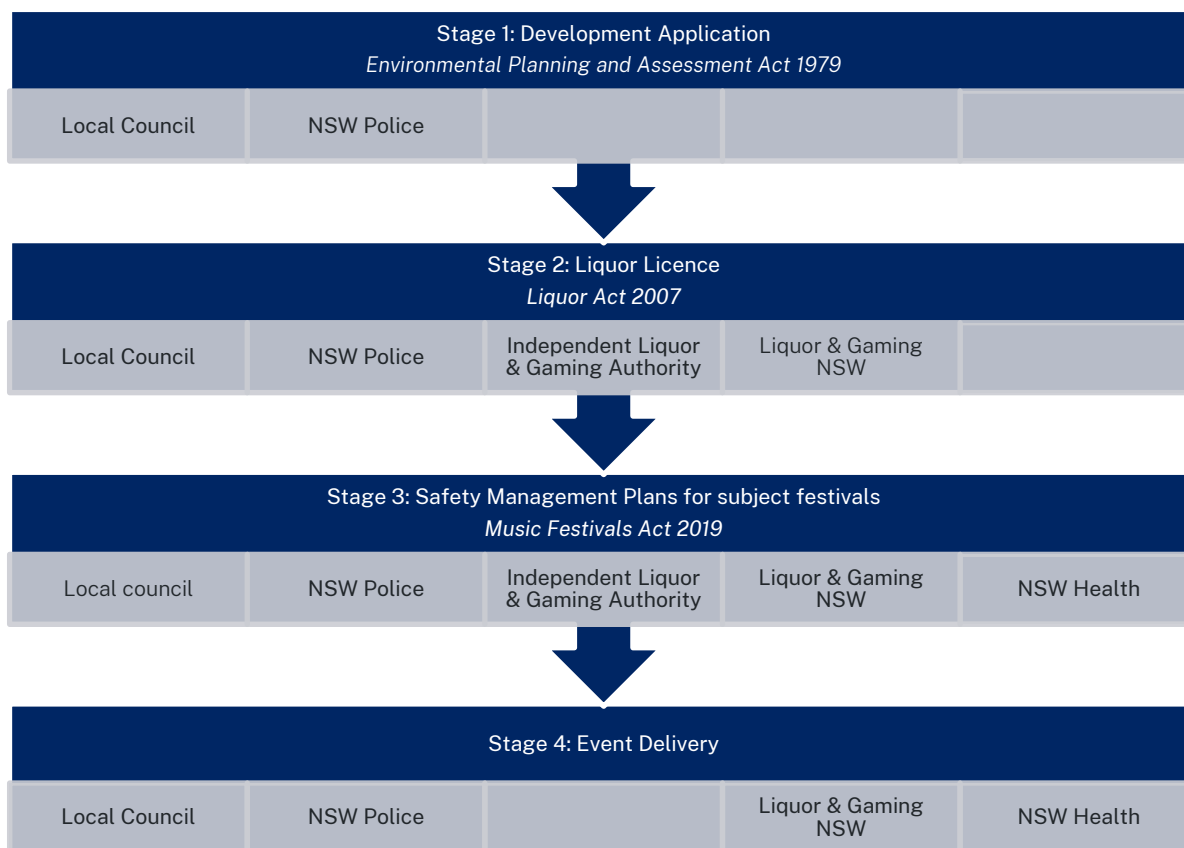 Stage 1: Development Application
Environmental Planning and Assessment Act 1979
Local Council
NSW Police
Stage 2: Liquor Licence
Liquor Act 2007
Local Council
NSW Police
Independent Liquor
& Gaming Authority
Liquor & Gaming
NSW
Stage 3: Safety Management Plans for subject festivals
Music Festivals Act 2019
Local council
NSW Police
Independent Liquor
& Gaming Authority
Liquor & Gaming
NSW
NSW Health
Stage 4: Event Delivery
Local Council
NSW Police
Liquor & Gaming
NSW
NSW Health